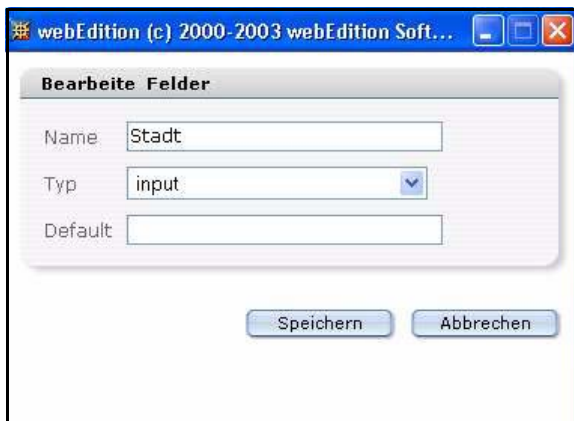 webEdition (c) 2000-2003 webEdition Soft...
Bearbeite Felder
Name Stadt
Typ input
Default
Speichern Abbrechen